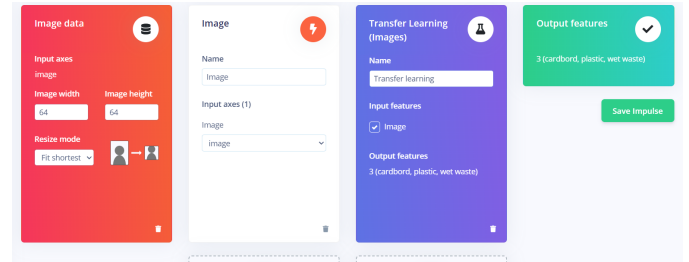 Image data
Input axes
image
Image width Image height
64 64
Resize mode
Fit shortest
Image
Name
Image
Input axes (1)
Image
image
Transfer Learning
(Images)
Name
Transfer learning
Input features
Image
Output features
3 (cardbord, plastic, wet waste)
Output features
3 (cardbord, plastic, wet waste)
Save Impulse